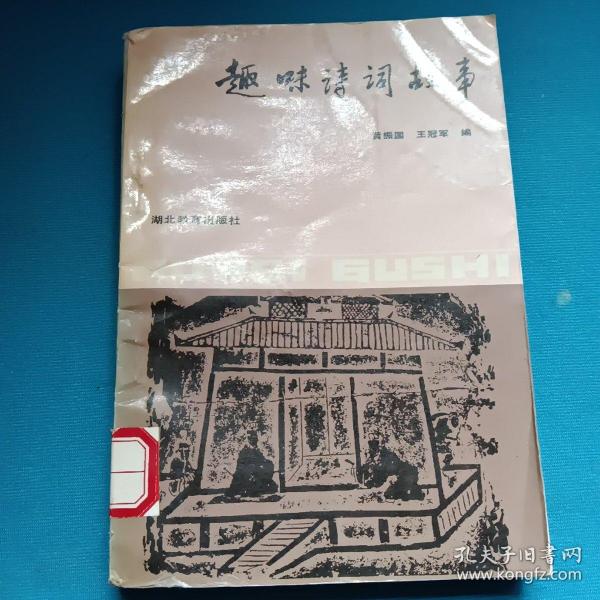 趣味诗词故事
黄振国 王冠军 编
湖北教育出版社
GUSHI
孔夫子旧书网
www.kongfz.com